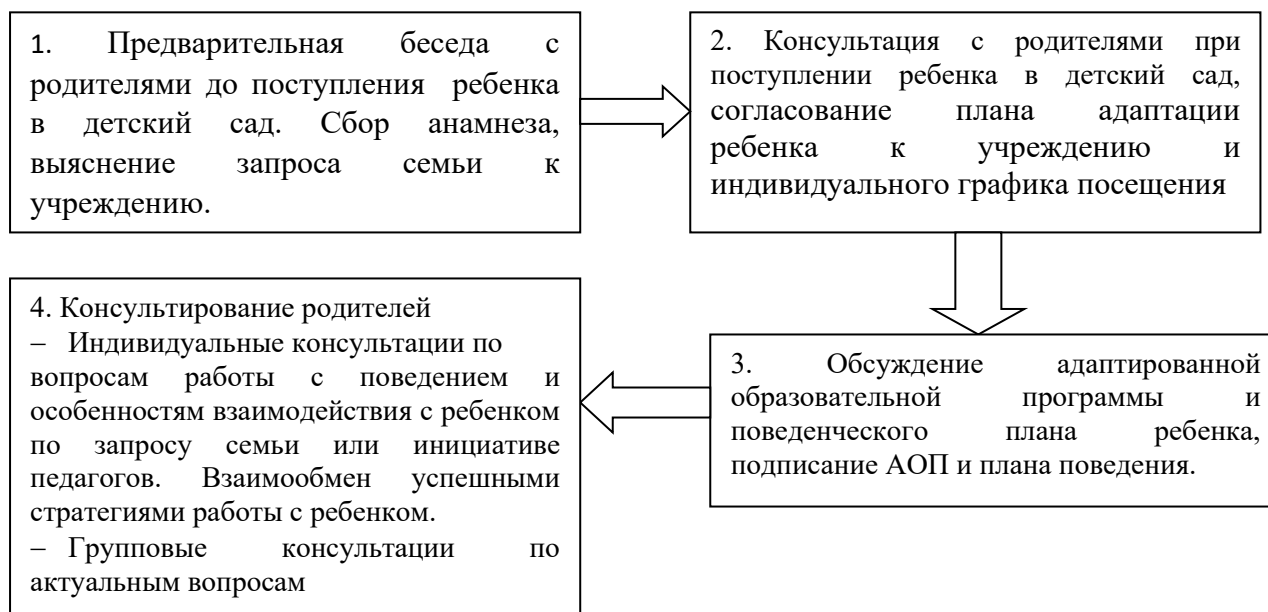 1. Предварительная беседа с
родителями до поступления ребенка
в детский сад. Сбор анамнеза,
выяснение запроса семьи к
учреждению.
2. Консультация с родителями при
поступлении ребенка в детский сад,
согласование плана адаптации
ребенка к учреждению и
индивидуального графика посещения
3. Обсуждение адаптированной
образовательной программы и
поведенческого плана ребенка,
подписание АОП и плана поведения.
4. Консультирование родителей
– Индивидуальные консультации по
вопросам работы с поведением и
особенностям взаимодействия с ребенком
по запросу семьи или инициативе
педагогов. Взаимообмен успешными
стратегиями работы с ребенком.
– Групповые консультации по
актуальным вопросам